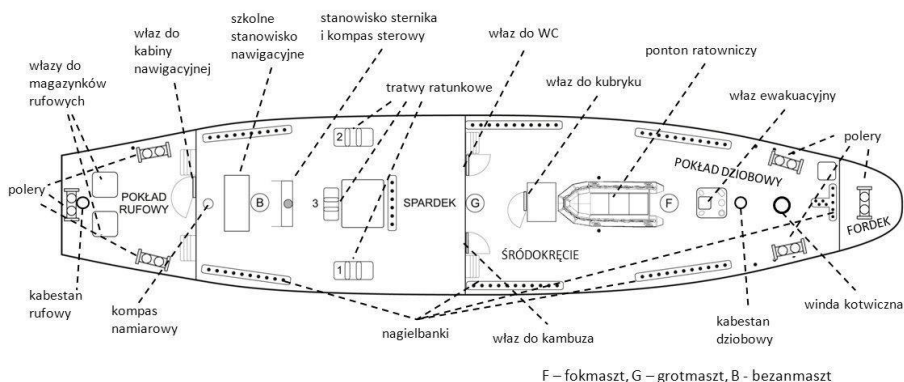 szkolne
stanowisko
nawigacyjne
stanowisko sternika
i kompas sterowy
właz do
kabiny
nawigacyjnej
właz do WC
ponton ratowniczy
włazy do
magazynków
rufowych
tratwy ratunkowe
właz do kubryku
właz ewakuacyjny
polery
polery
POKŁAD
RUFOWY
B
2
3
1
SPARDEK
G
ŚRÓDOKRĘCIE
F
POKŁAD DZIOBOWY
FORDEK
kabestan
rufowy
kompas
namiarowy
nagielbanki
właz do kambuza
kabestan
dziobowy
winda kotwiczna
F – fokmaszt, G – grotmaszt, B - bezanmaszt